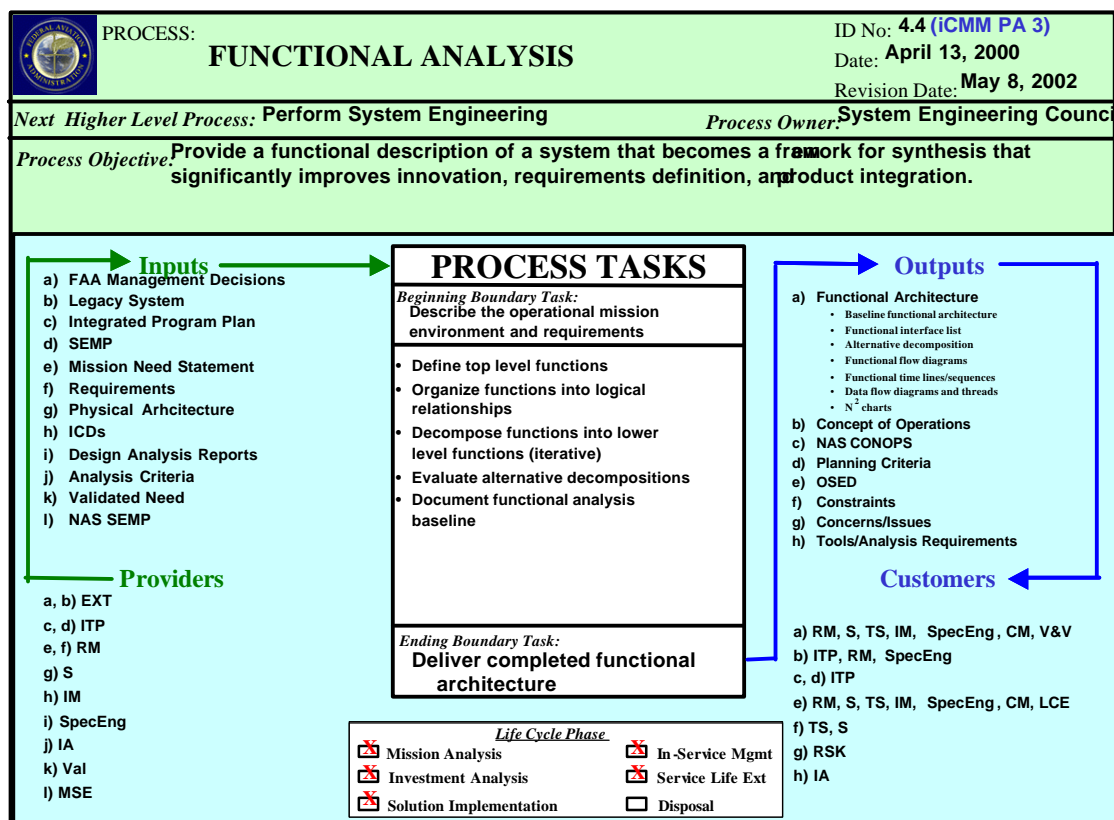 FEDERAL AVIATION
ADMINISTRATION
PROCESS:
FUNCTIONAL ANALYSIS
ID No: 4.4 (iCMM PA 3)
Date: April 13, 2000
Revision Date: May 8, 2002
Next Higher Level Process: Perform System Engineering
Process Owner: System Engineering Counci
Process Objective: Provide a functional description of a system that becomes a framework for synthesis that
significantly improves innovation, requirements definition, and product integration.
Inputs
a) FAA Management Decisions
b) Legacy System
c) Integrated Program Plan
d) SEMP
e) Mission Need Statement
f) Requirements
g) Physical Arhcitecture
h) ICDs
i) Design Analysis Reports
j) Analysis Criteria
k) Validated Need
l) NAS SEMP
Providers
a, b) EXT
c, d) ITP
e, f) RM
g) S
h) IM
i) SpecEng
j) IA
k) Val
l) MSE
PROCESS TASKS
Beginning Boundary Task:
Describe the operational mission
environment and requirements
• Define top level functions
• Organize functions into logical
relationships
• Decompose functions into lower
level functions (iterative)
• Evaluate alternative decompositions
• Document functional analysis
baseline
Ending Boundary Task:
Deliver completed functional
architecture
Outputs
a) Functional Architecture
• Baseline functional architecture
• Functional interface list
• Alternative decomposition
• Functional flow diagrams
• Functional time lines/sequences
• Data flow diagrams and threads
• N2 charts
b) Concept of Operations
c) NAS CONOPS
d) Planning Criteria
e) OSED
f) Constraints
g) Concerns/Issues
h) Tools/Analysis Requirements
Customers
a) RM, S, TS, IM, SpecEng, CM, V&V
b) ITP, RM, SpecEng
c, d) ITP
e) RM, S, TS, IM, SpecEng, CM, LCE
f) TS, S
g) RSK
h) IA
Life Cycle Phase
X Mission Analysis
X Investment Analysis
X Solution Implementation
X In-Service Mgmt
X Service Life Ext
Disposal